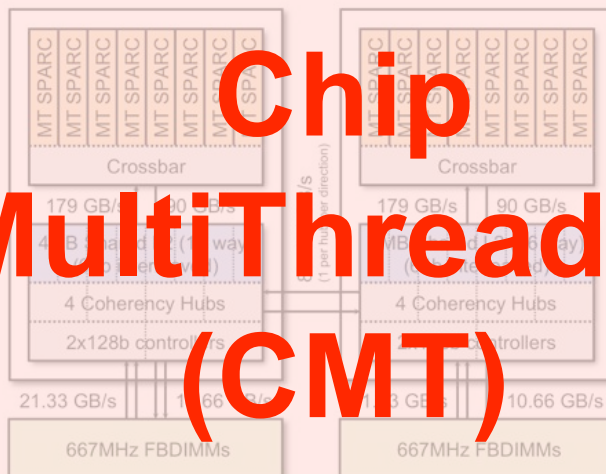 MT SPARC MT SPARC MT SPARC MT SPARC MT SPARC MT SPARC MT SPARC MT SPARC
MT SPARC MT SPARC MT SPARC MT SPARC MT SPARC MT SPARC MT SPARC MT SPARC
Chip
Crossbar
Crossbar
(1 per hub per direction)
179 GB/s
90 GB/s
179 GB/s
90 GB/s
MultiThread
4 Coherency Hubs
4 Coherency Hubs
2x128b controllers
controllers
(CMT)
21.33 GB/s
10.66 GB/s
667MHz FBDIMMs
667MHz FBDIMMs